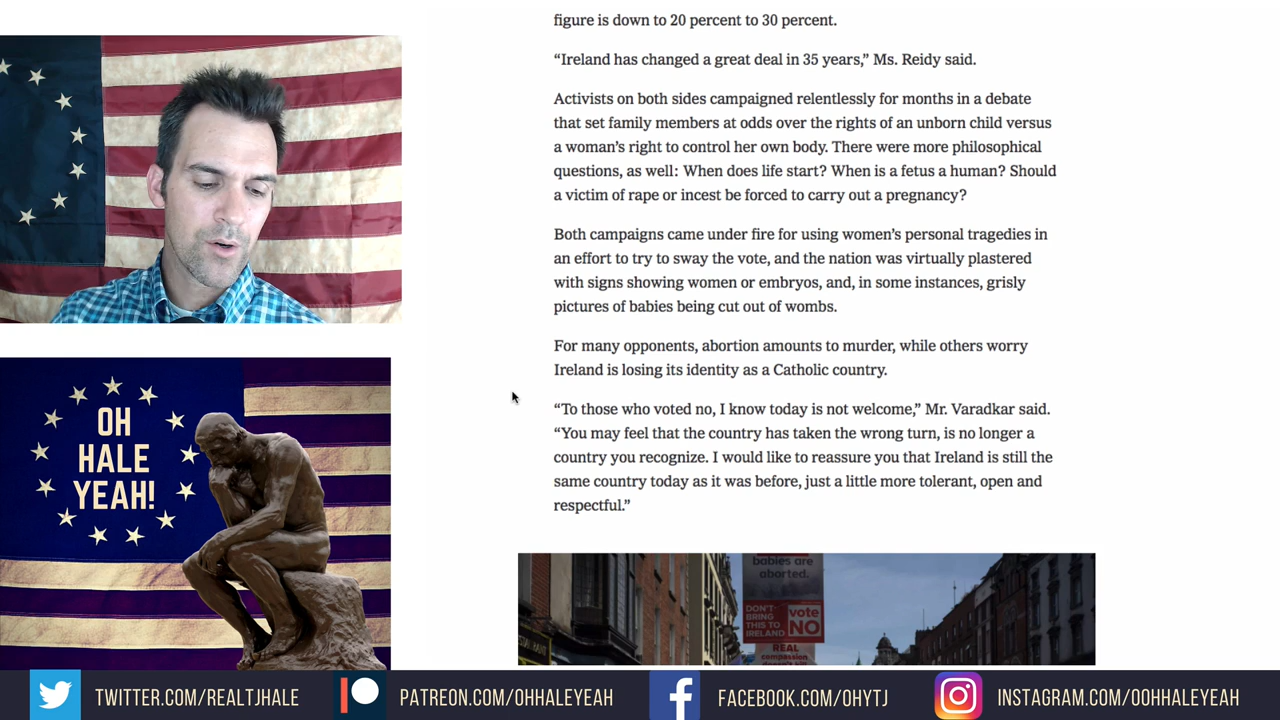 figure is down to 20 percent to 30 percent.
“Ireland has changed a great deal in 35 years,” Ms. Reidy said.
Activists on both sides campaigned relentlessly for months in a debate
that set family members at odds over the rights of an unborn child versus
a woman’s right to control her own body. There were more philosophical
questions, as well: When does life start? When is a fetus a human? Should
a victim of rape or incest be forced to carry out a pregnancy?
Both campaigns came under fire for using women’s personal tragedies in
an effort to try to sway the vote, and the nation was virtually plastered
with signs showing women or embryos, and, in some instances, grisly
pictures of babies being cut out of wombs.
For many opponents, abortion amounts to murder, while others worry
Ireland is losing its identity as a Catholic country.
“To those who voted no, I know today is not welcome,” Mr. Varadkar said.
“You may feel that the country has taken the wrong turn, is no longer a
country you recognize. I would like to reassure you that Ireland is still the
same country today as it was before, just a little more tolerant, open and
respectful.”
OH
HALE
YEAH!
babies are
aborted.
DON'T
BRING
THIS TO
IRELAND
vote
NO
REAL
compassion
TWITTER.COM/REALTJHALE
PATREON.COM/OHHALEYEAH
FACEBOOK.COM/OHYTJ
INSTAGRAM.COM/OOHHALEYEAH